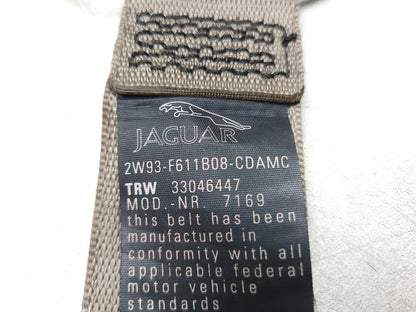 JAGUAR
2W93-F611B08-CDAMC
TRW 33046447
MOD.-NR. 7169
this belt has been
manufactured in
conformity with all
applicable federal
motor vehicle
standards